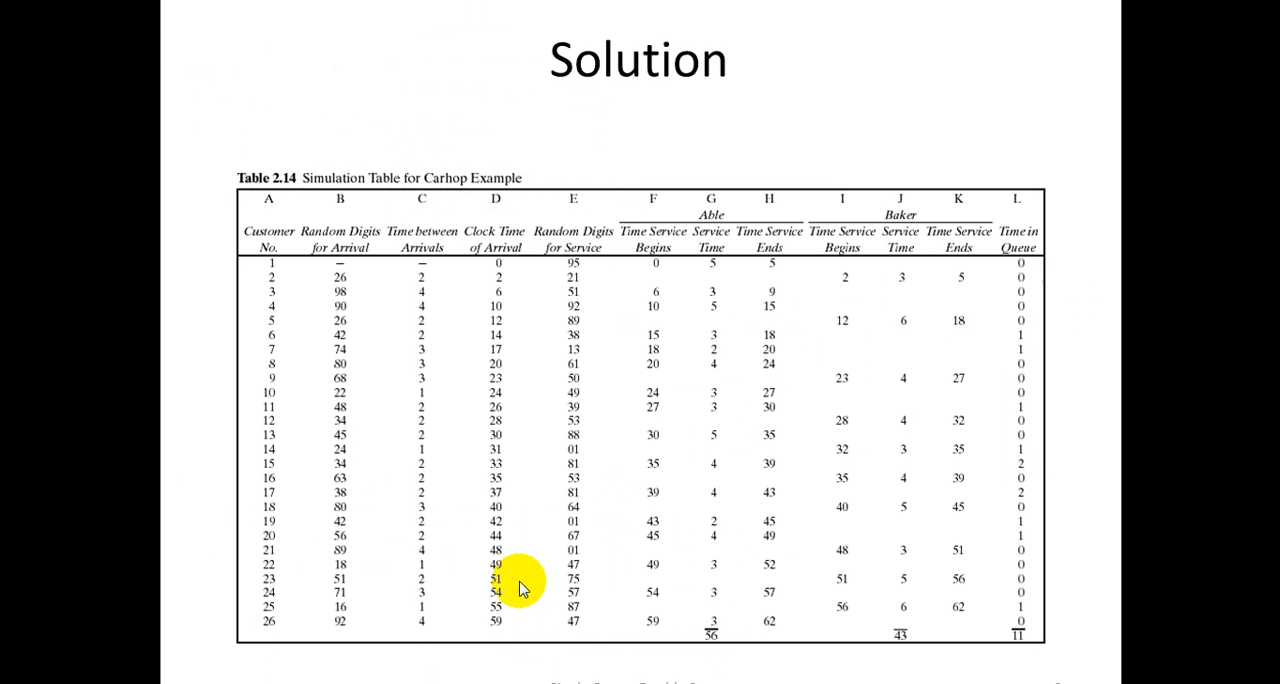 Solution
Table 2.14 Simulation Table for Carhop Example
A B C D E F G H I J K L
Able Baker
Customer Random Digits Time between Clock Time Random Digits Time Service Service Time Service Time Service Service Time Service Time in
No. for Arrival Arrivals of Arrival for Service Begins Time Ends Begins Time Ends Queue
1 – – 0 95 0 5 5 0
2 26 2 2 21 2 3 5 0
3 98 4 6 51 6 3 9 0
4 90 4 10 92 10 5 15 0
5 26 2 12 89 12 6 18 0
6 42 2 14 38 15 3 18 1
7 74 3 17 13 18 2 20 1
8 80 3 20 61 20 4 24 0
9 68 3 23 50 23 4 27 0
10 22 1 24 49 24 3 27 0
11 48 2 26 39 27 3 30 1
12 34 2 28 53 28 4 32 0
13 45 2 30 88 30 5 35 0
14 24 1 31 01 32 3 35 1
15 34 2 33 81 35 4 39 2
16 63 2 35 53 35 4 39 0
17 38 2 37 81 39 4 43 2
18 80 3 40 64 40 5 45 0
19 42 2 42 01 43 2 45 1
20 56 2 44 67 45 4 49 1
21 89 4 48 01 48 3 51 0
22 18 1 49 47 49 3 52 0
23 51 2 51 75 51 5 56 0
24 71 3 54 57 54 3 57 0
25 16 1 55 87 56 6 62 1
26 92 4 59 47 59 3 62 0
56 43 11